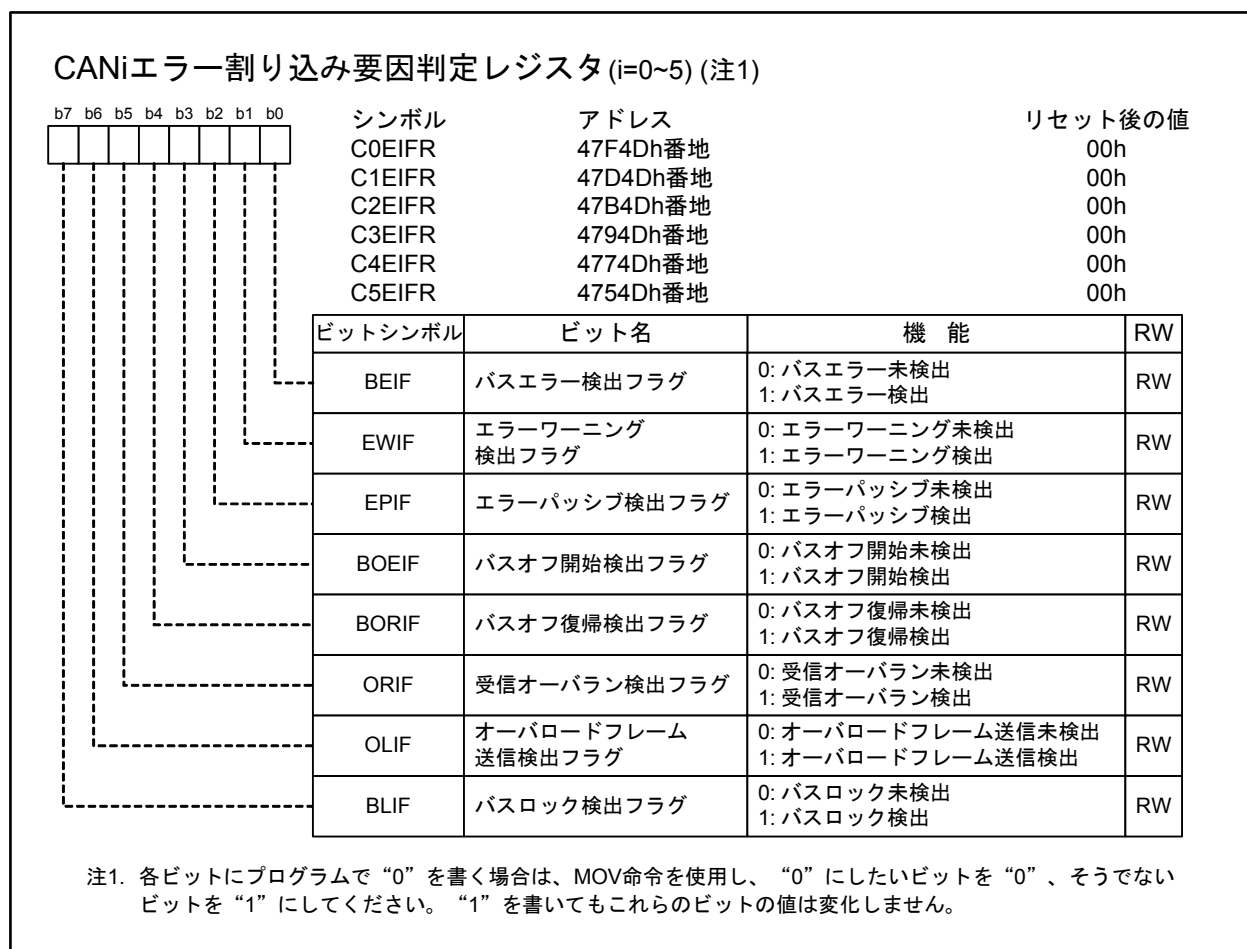 CANiエラー割り込み要因判定レジスタ(i=0~5) (注1)
b7 b6 b5 b4 b3 b2 b1 b0
シンボル アドレス リセット後の値
C0EIFR 47F4Dh番地 00h
C1EIFR 47D4Dh番地 00h
C2EIFR 47B4Dh番地 00h
C3EIFR 4794Dh番地 00h
C4EIFR 4774Dh番地 00h
C5EIFR 4754Dh番地 00h
ビットシンボル ビット名 機 能 RW
BEIF バスエラー検出フラグ 0: バスエラー未検出
1: バスエラー検出 RW
EWIF エラーワーニング
検出フラグ 0: エラーワーニング未検出
1: エラーワーニング検出 RW
EPIF エラーパッシブ検出フラグ 0: エラーパッシブ未検出
1: エラーパッシブ検出 RW
BOEIF バスオフ開始検出フラグ 0: バスオフ開始未検出
1: バスオフ開始検出 RW
BORIF バスオフ復帰検出フラグ 0: バスオフ復帰未検出
1: バスオフ復帰検出 RW
ORIF 受信オーバラン検出フラグ 0: 受信オーバラン未検出
1: 受信オーバラン検出 RW
OLIF オーバロードフレーム
送信検出フラグ 0: オーバロードフレーム送信未検出
1: オーバロードフレーム送信検出 RW
BLIF バスロック検出フラグ 0: バスロック未検出
1: バスロック検出 RW
注1. 各ビットにプログラムで“0”を書く場合は、MOV命令を使用し、“0”にしたいビットを“0”、そうでない
ビットを“1”にしてください。“1”を書いてもこれらのビットの値は変化しません。